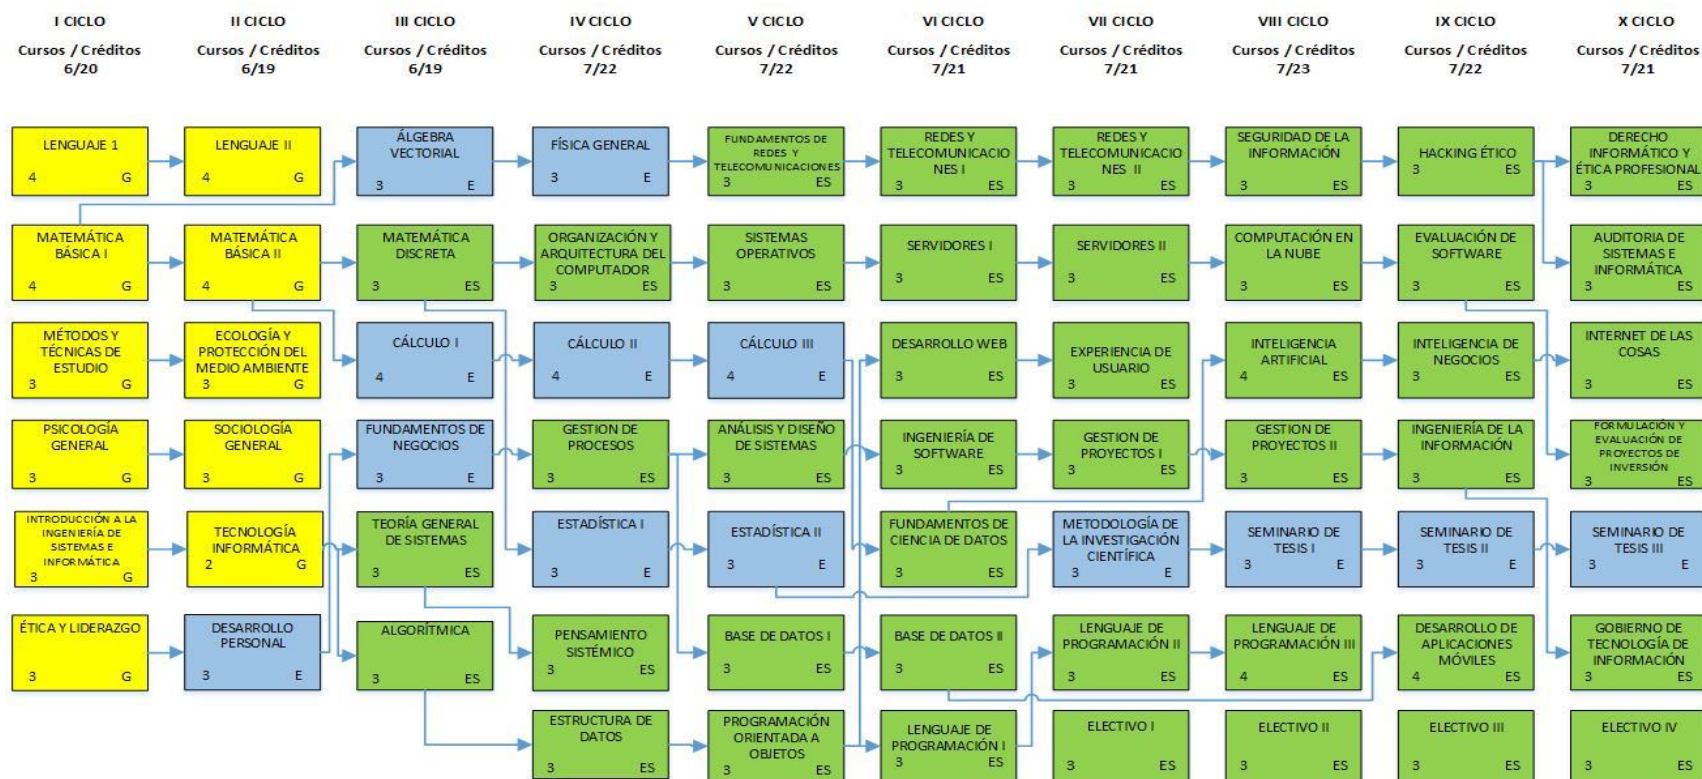 I CICLO
Cursos / Créditos
6/20
II CICLO
Cursos / Créditos
6/19
III CICLO
Cursos / Créditos
6/19
IV CICLO
Cursos / Créditos
7/22
V CICLO
Cursos / Créditos
7/22
VI CICLO
Cursos / Créditos
7/21
VII CICLO
Cursos / Créditos
7/21
VIII CICLO
Cursos / Créditos
7/23
IX CICLO
Cursos / Créditos
7/22
X CICLO
Cursos / Créditos
7/21
LENGUAJE 1
4 G
LENGUAJE II
4 G
ÁLGEBRA
VECTORIAL
3 E
FÍSICA GENERAL
3 E
FUNDAMENTOS DE
REDES Y
TELECOMUNICACIONES
3 ES
REDES Y
TELECOMUNICACIO
NES I
3 ES
REDES Y
TELECOMUNICACIO
NES II
3 ES
SEGURIDAD DE LA
INFORMACIÓN
3 ES
HACKING ÉTICO
3 ES
DERECHO
INFORMÁTICO Y
ÉTICA PROFESIONAL
3 ES
MATEMÁTICA
BÁSICA I
4 G
MATEMÁTICA
BÁSICA II
4 G
MATEMÁTICA
DISCRETA
3 ES
ORGANIZACIÓN Y
ARQUITECTURA DEL
COMPUTADOR
3 ES
SISTEMAS
OPERATIVOS
3 ES
SERVIDORES I
3 ES
SERVIDORES II
3 ES
COMPUTACIÓN EN
LA NUBE
3 ES
EVALUACIÓN DE
SOFTWARE
3 ES
AUDITORIA DE
SISTEMAS E
INFORMÁTICA
3 ES
MÉTODOS Y
TÉCNICAS DE
ESTUDIO
3 G
ECOLOGÍA Y
PROTECCIÓN DEL
MEDIO AMBIENTE
3 G
CÁLCULO I
4 E
CÁLCULO II
4 E
CÁLCULO III
4 E
DESARROLLO WEB
3 ES
EXPERIENCIA DE
USUARIO
3 ES
INTELIGENCIA
ARTIFICIAL
4 ES
INTELIGENCIA DE
NEGOCIOS
3 ES
INTERNET DE LAS
COSAS
3 ES
PSICOLOGÍA
GENERAL
3 G
SOCIOLOGÍA
GENERAL
3 G
FUNDAMENTOS DE
NEGOCIOS
3 E
GESTION DE
PROCESOS
3 ES
ANÁLISIS Y DISEÑO
DE SISTEMAS
3 ES
INGENIERÍA DE
SOFTWARE
3 ES
GESTION DE
PROYECTOS I
3 ES
GESTION DE
PROYECTOS II
3 ES
INGENIERÍA DE LA
INFORMACIÓN
3 ES
FORMULACIÓN Y
EVALUACIÓN DE
PROYECTOS DE
INVERSIÓN
3 ES
INTRODUCCIÓN A LA
INGENIERÍA DE
SISTEMAS E
INFORMÁTICA
3 G
TECNOLOGÍA
INFORMÁTICA
2 G
TEORÍA GENERAL
DE SISTEMAS
3 ES
ESTADÍSTICA I
3 E
ESTADÍSTICA II
3 E
FUNDAMENTOS DE
CIENCIA DE DATOS
3 ES
METODOLOGÍA DE
LA INVESTIGACIÓN
CIENTÍFICA
3 E
SEMINARIO DE
TESIS I
3 E
SEMINARIO DE
TESIS II
3 E
SEMINARIO DE
TESIS III
3 E
ÉTICA Y LIDERAZGO
3 G
DESARROLLO
PERSONAL
3 E
ALGORÍTMICA
3 ES
PENSAMIENTO
SISTÉMICO
3 ES
BASE DE DATOS I
3 ES
BASE DE DATOS II
3 ES
LENGUAJE DE
PROGRAMACIÓN II
3 ES
LENGUAJE DE
PROGRAMACIÓN III
4 ES
DESARROLLO DE
APLICACIONES
MÓVILES
4 ES
GOBIERNO DE
TECNOLOGÍA DE
INFORMACIÓN
3 ES
ESTRUCTURA DE
DATOS
3 ES
PROGRAMACIÓN
ORIENTADA A
OBJETOS
3 ES
LENGUAJE DE
PROGRAMACIÓN I
3 ES
ELECTIVO I
3 ES
ELECTIVO II
3 ES
ELECTIVO III
3 ES
ELECTIVO IV
3 ES